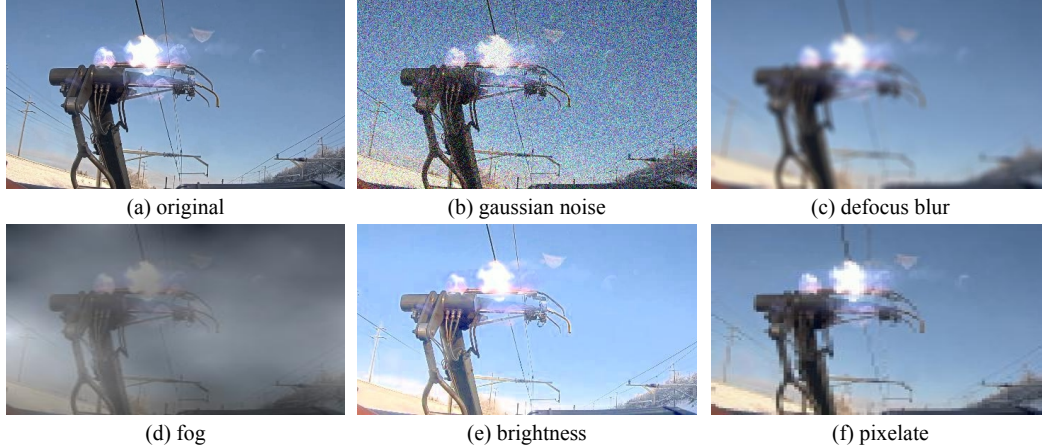 (a) original
(b) gaussian noise
(c) defocus blur
(d) fog
(e) brightness
(f) pixelate